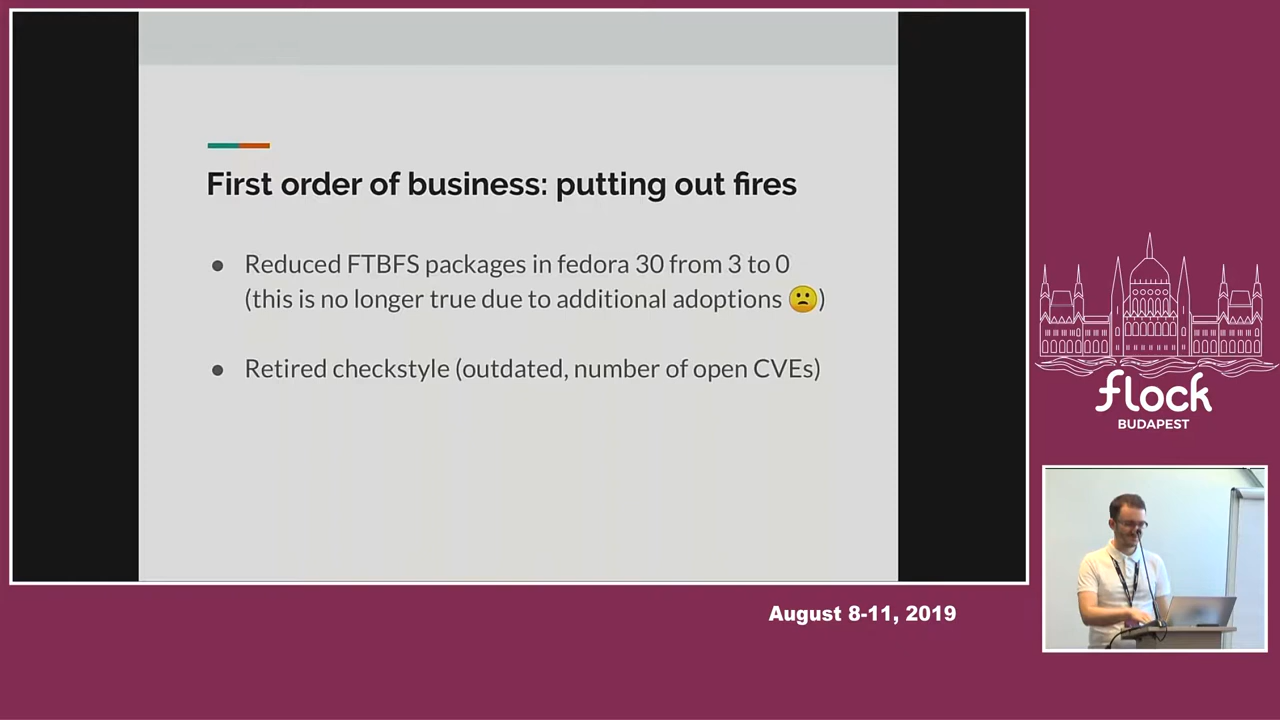 First order of business: putting out fires
● Reduced FTBFS packages in fedora 30 from 3 to 0
(this is no longer true due to additional adoptions 🙁)
● Retired checkstyle (outdated, number of open CVEs)
flock
BUDAPEST
August 8-11, 2019